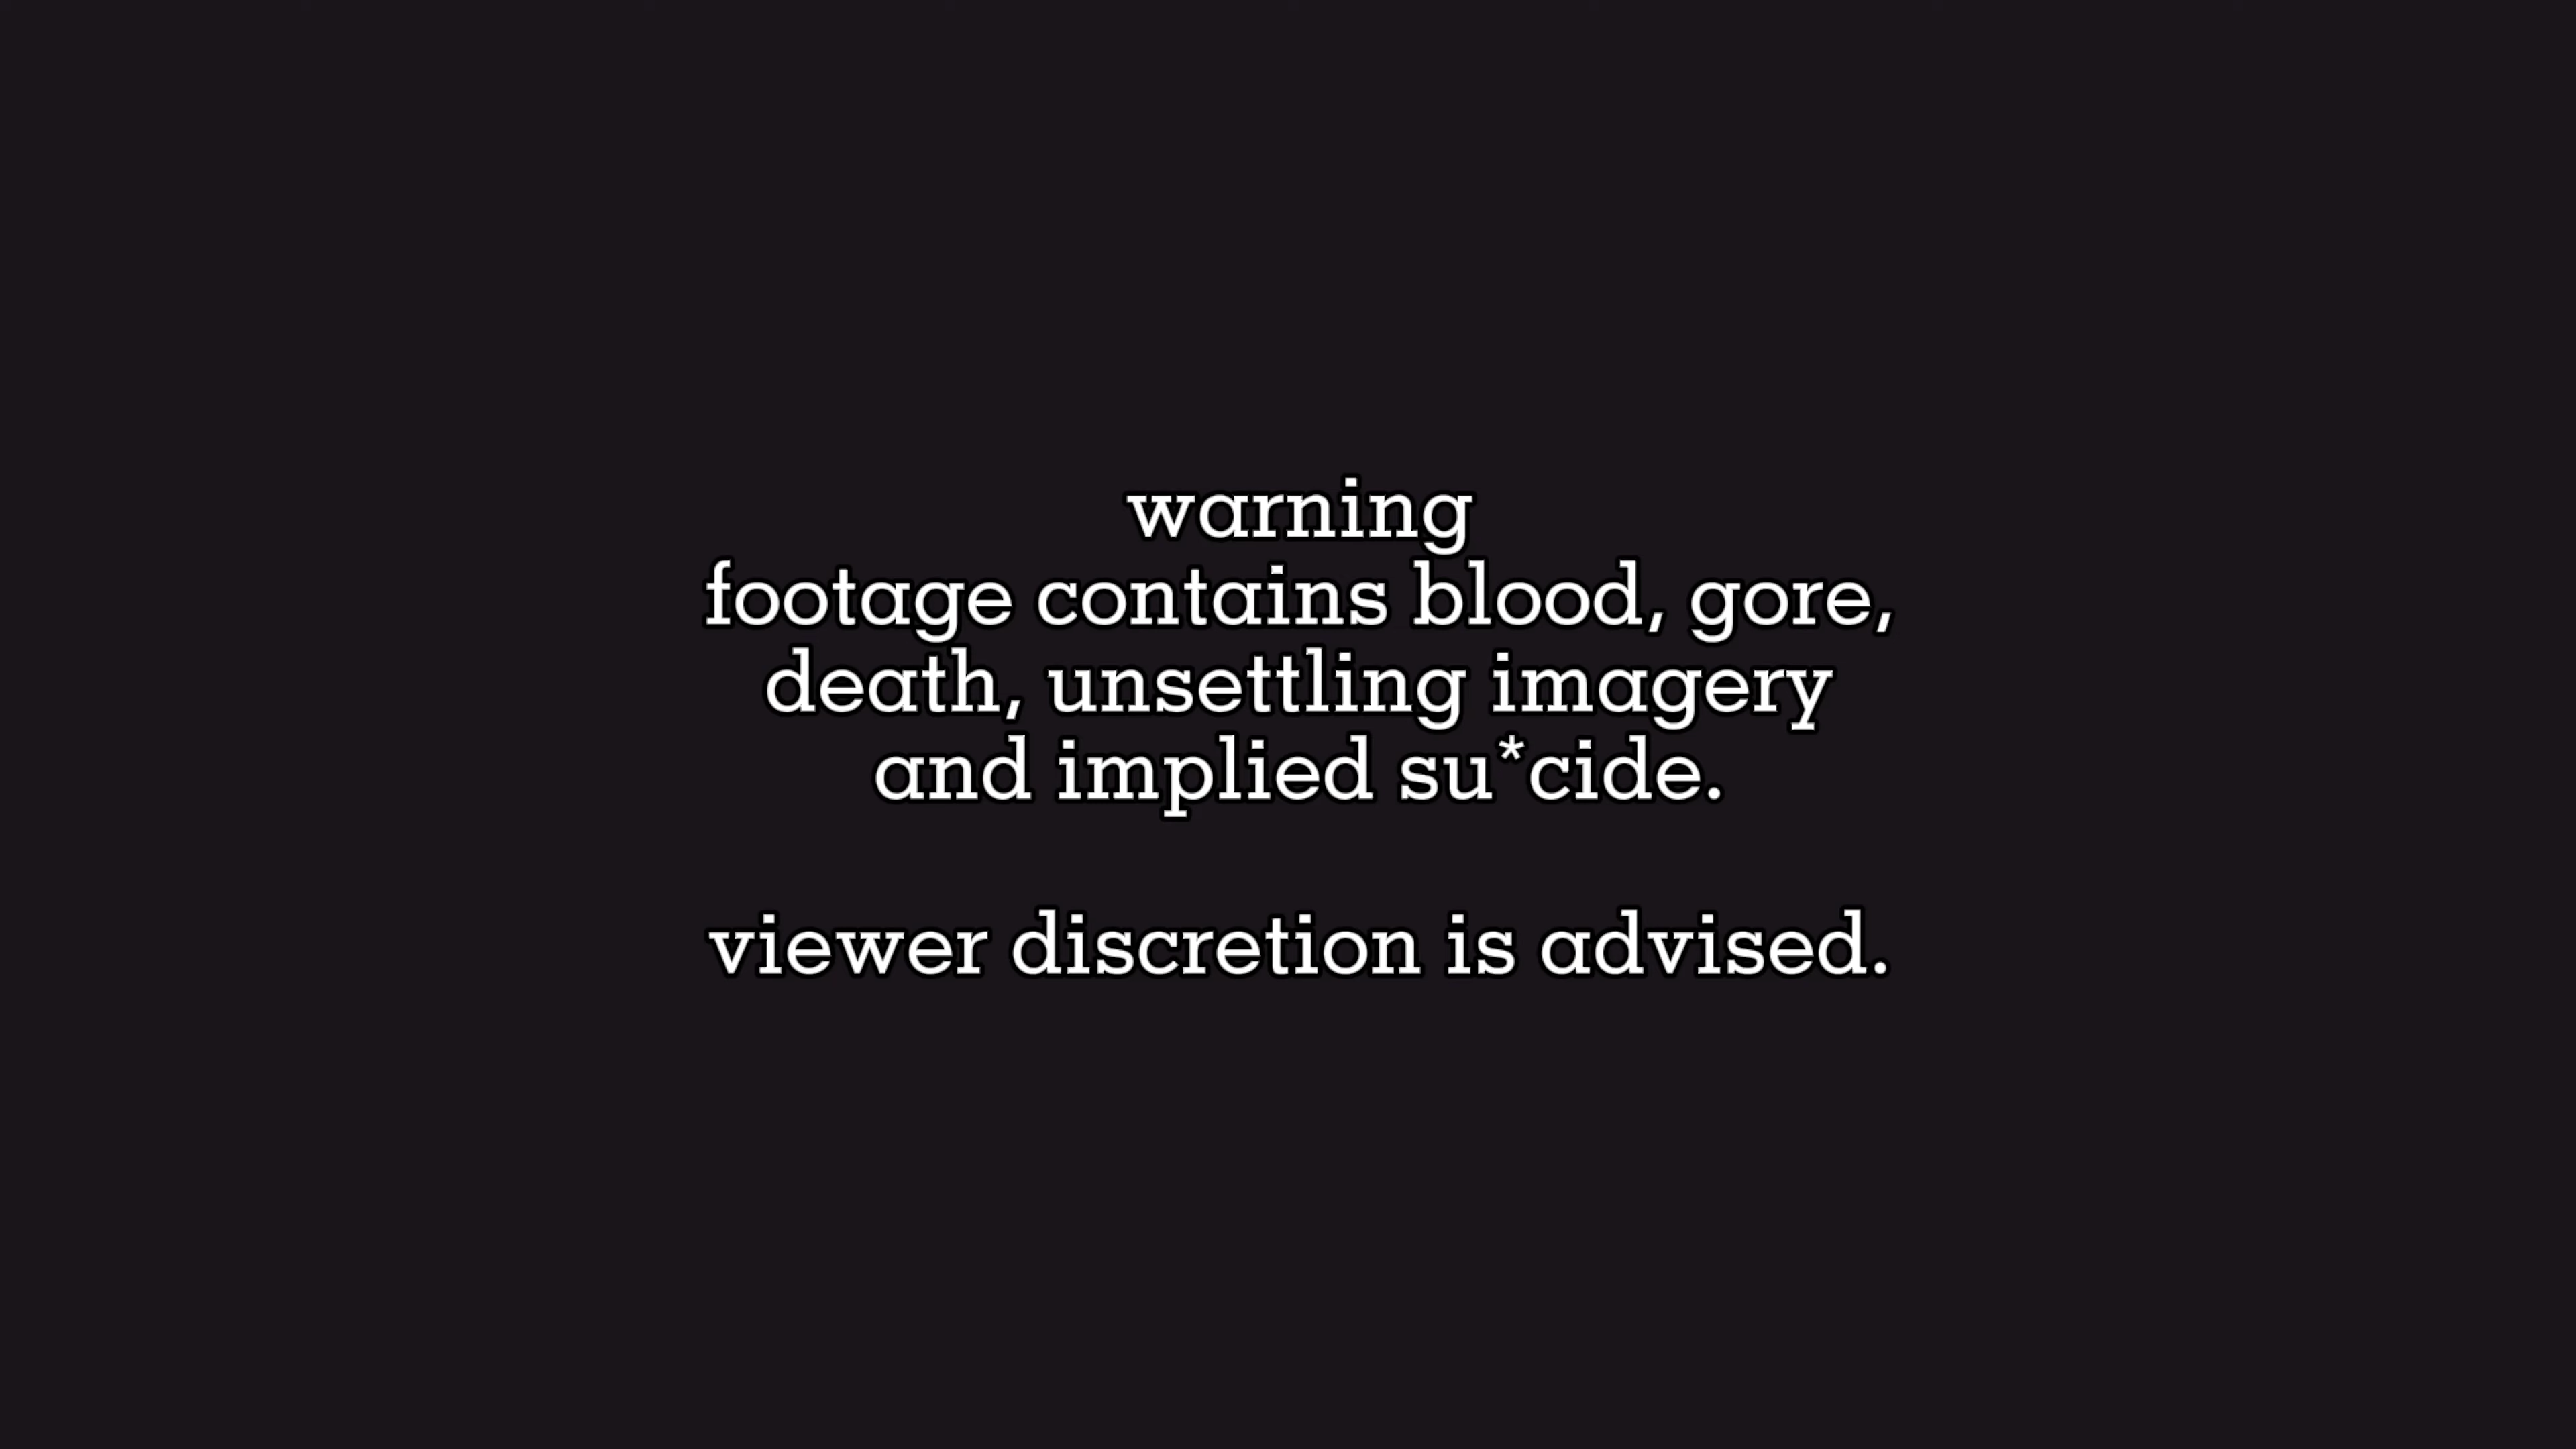 warning
footage contains blood, gore,
death, unsettling imagery
and implied su*cide.
viewer discretion is advised.